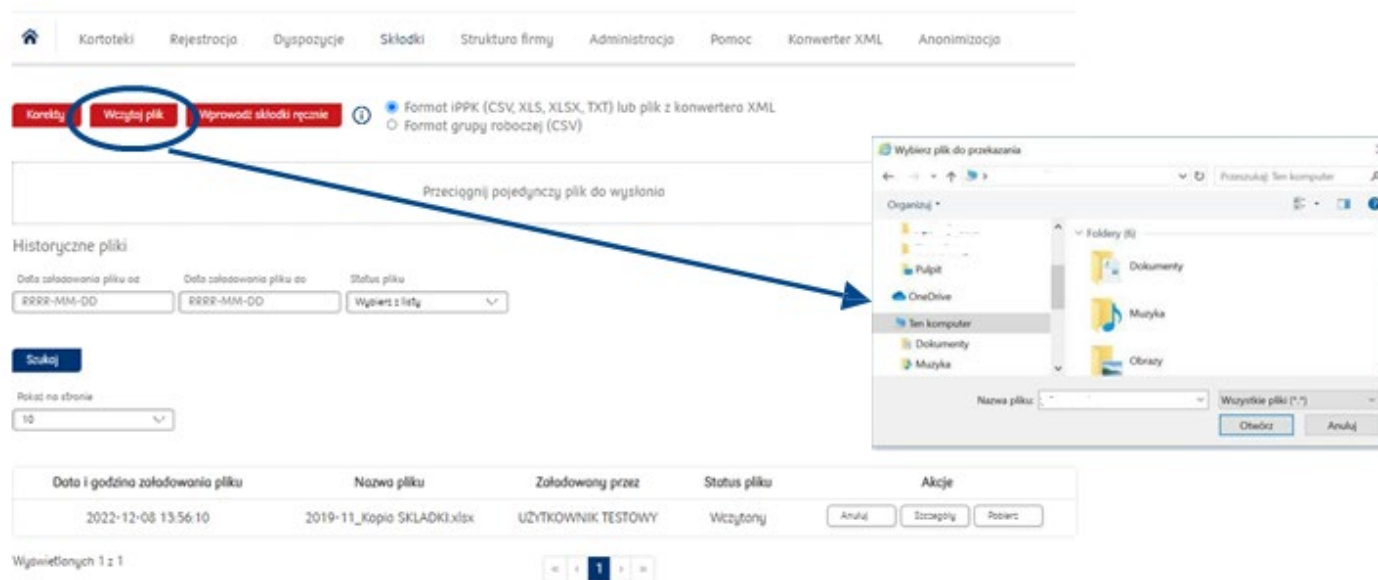 Kartoteki Rejestracja Dyspozycje Składki Struktura firmy Administracja Pomoc Konwerter XML Anonimizacja
Korekty Wczytaj plik Wprowadź składki ręcznie
Format iPPK (CSV, XLS, XLSX, TXT) lub plik z konwertera XML
Format grupy roboczej (CSV)
Przeciągnij pojedynczy plik do wysłania
Historyczne pliki
Data załadowania pliku od Data załadowania pliku do Status pliku
RRRR-MM-DD RRRR-MM-DD Wybierz z listy
Szukaj
Pokaż na stronie
10
Data i godzina załadowania pliku Nazwa pliku Załadowany przez Status pliku Akcje
2022-12-08 13:56:10 2019-11_Kopia SKLADKI.xlsx UŻYTKOWNIK TESTOWY Wczytany Anuluj Szczegóły Pobierz
Wyświetlonych 1 z 1
« ‹ 1 › »
Wybierz plik do przekazania
Przeszukaj: Ten komputer
Organizuj
Foldery (6)
Pulpit
OneDrive
Ten komputer
Dokumenty
Muzyka
Dokumenty
Muzyka
Obrazy
Nazwa pliku: Wszystkie pliki (*.*)
Otwórz Anuluj